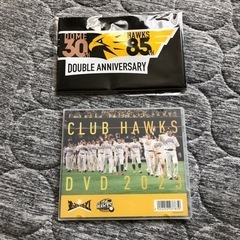 DOME HAWKS
30 85
DOUBLE ANNIVERSARY
CLUB HAWKS
DVD 2023